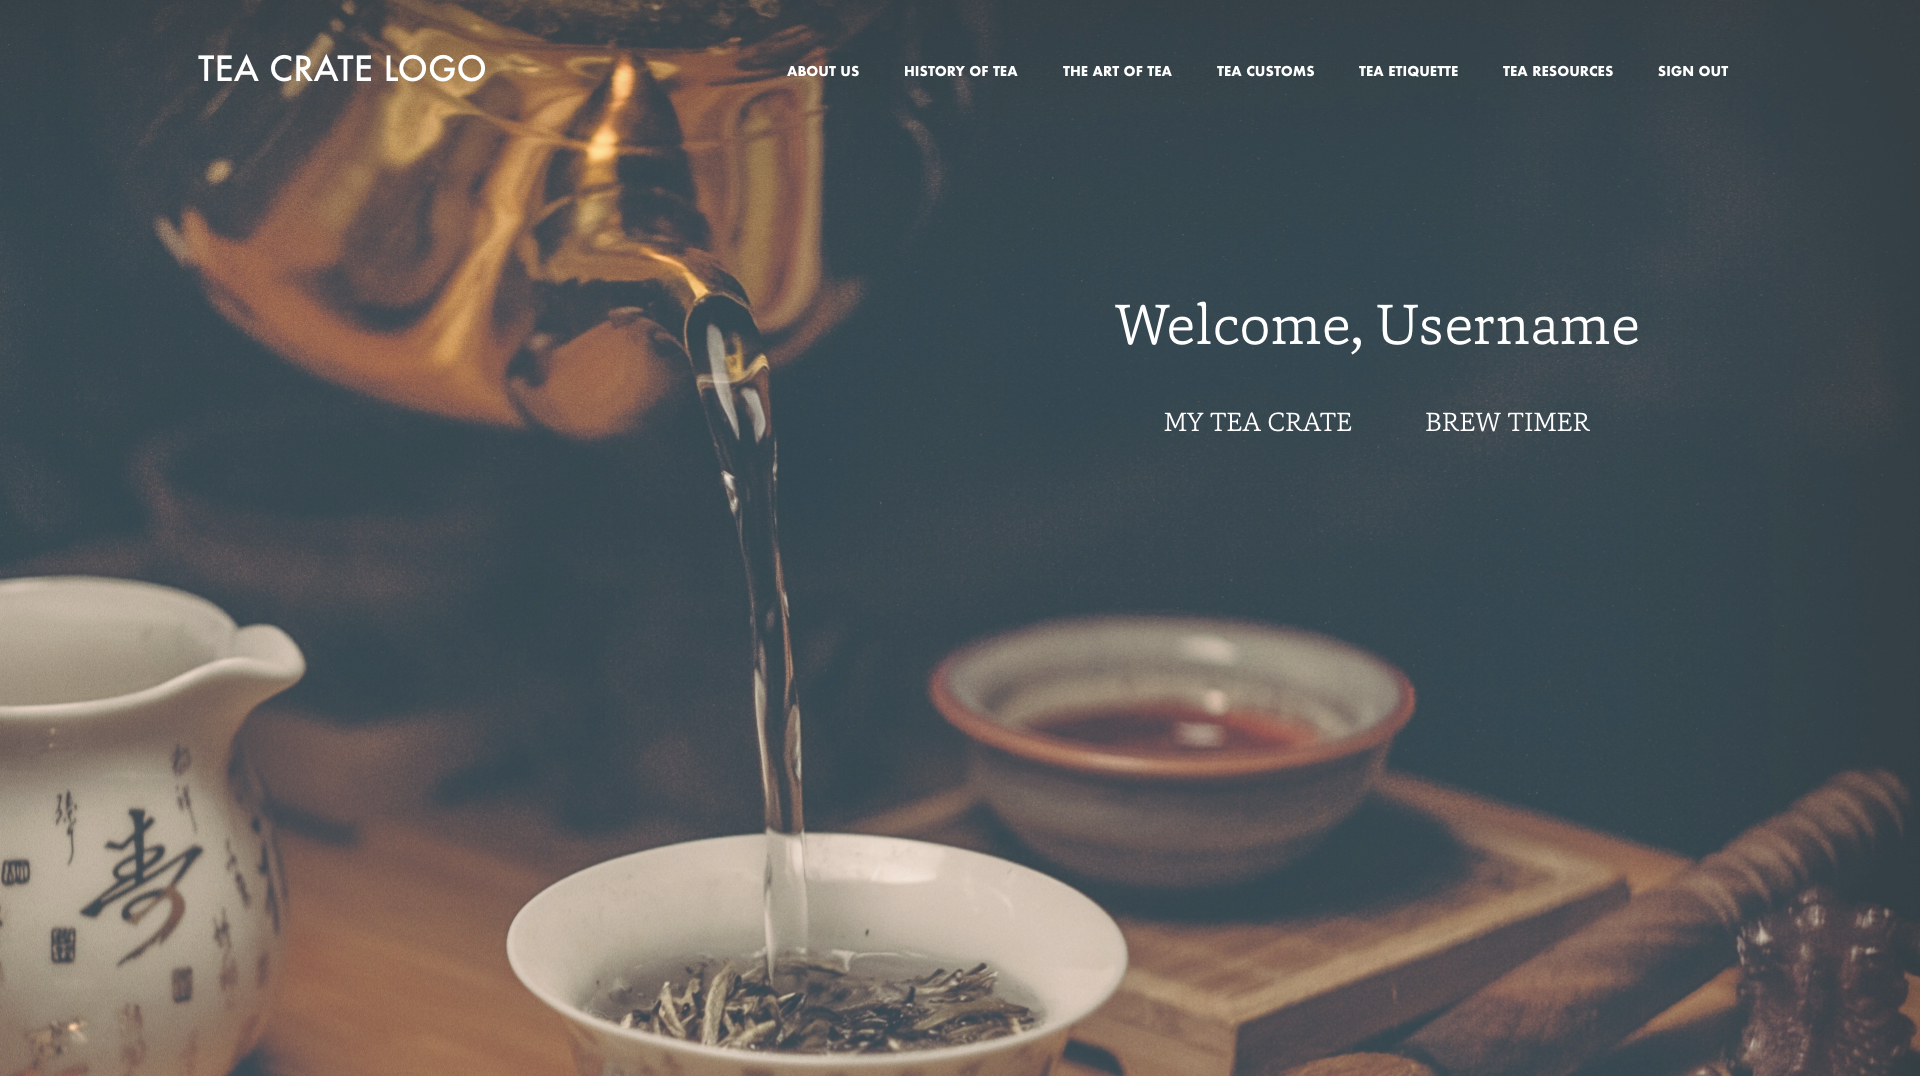 TEA CRATE LOGO
ABOUT US HISTORY OF TEA THE ART OF TEA TEA CUSTOMS TEA ETIQUETTE TEA RESOURCES SIGN OUT
Welcome, Username
MY TEA CRATE BREW TIMER
寿